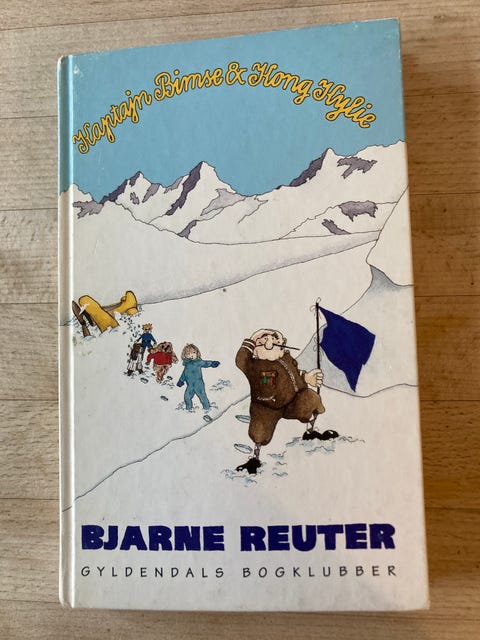 Kaptajn Bimse & Kong Kylie
BJARNE REUTER
GYLDENDALS BOGKLUBBER